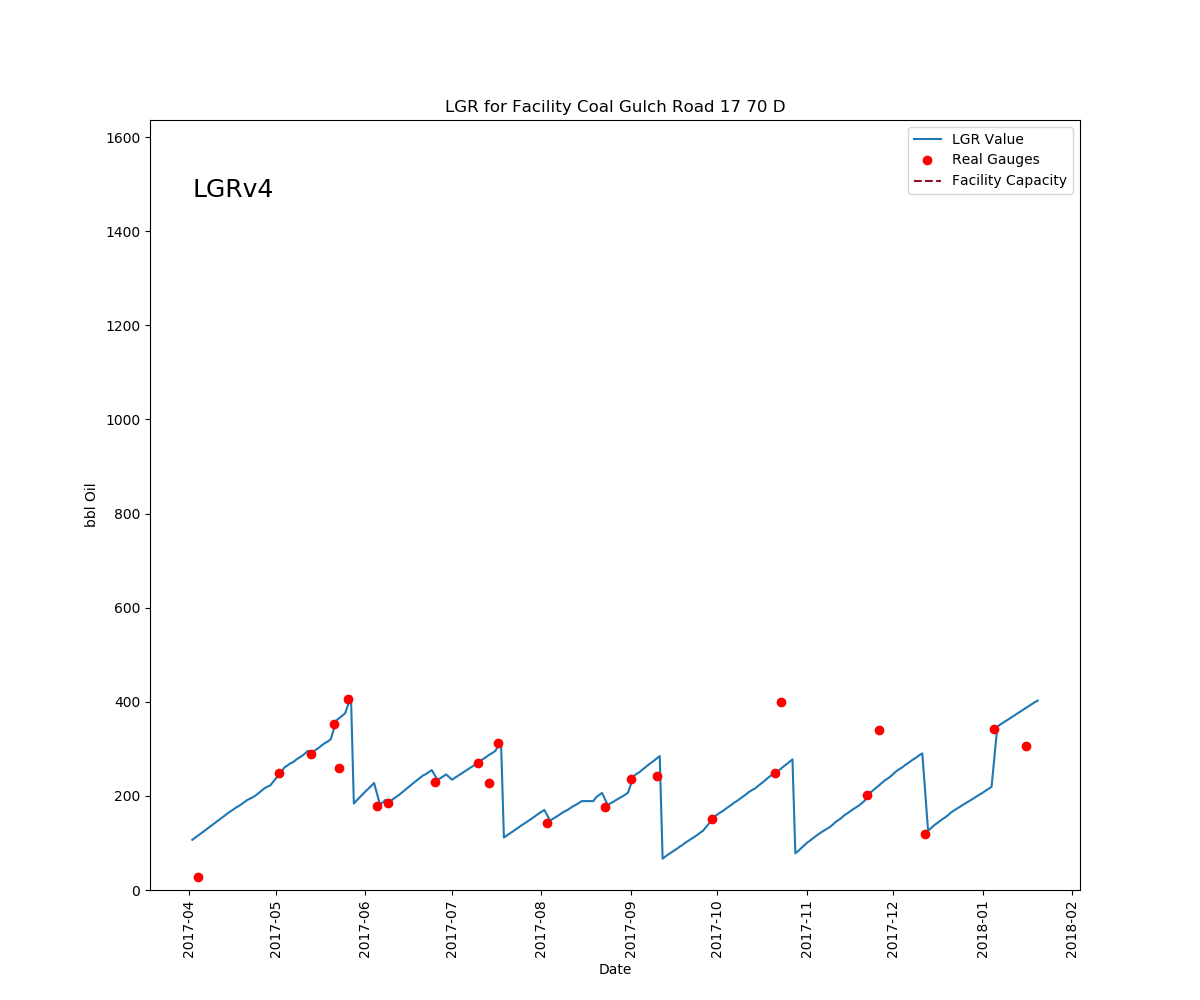 LGR for Facility Coal Gulch Road 17 70 D
LGRv4
LGR Value
Real Gauges
Facility Capacity
1600
1400
1200
1000
800
600
400
200
0
bbl Oil
2017-04
2017-05
2017-06
2017-07
2017-08
2017-09
2017-10
2017-11
2017-12
2018-01
2018-02
Date